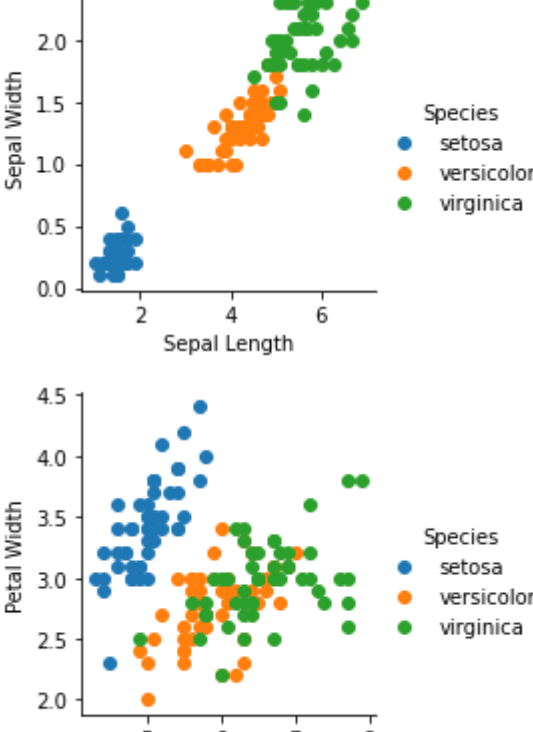 2.0
1.5
1.0
0.5
0.0
Sepal Width
2 4 6
Sepal Length
Species
setosa
versicolor
virginica
4.5
4.0
3.5
3.0
2.5
2.0
Petal Width
Species
setosa
versicolor
virginica